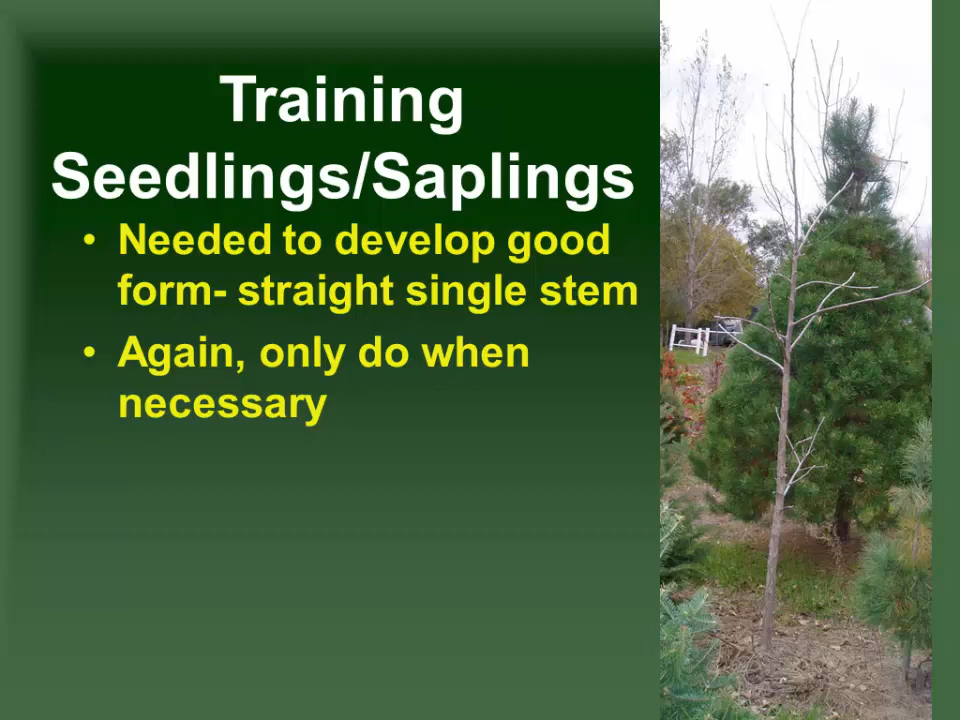 Training
Seedlings/Saplings
• Needed to develop good
form- straight single stem
• Again, only do when
necessary